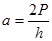 a = 2P/h